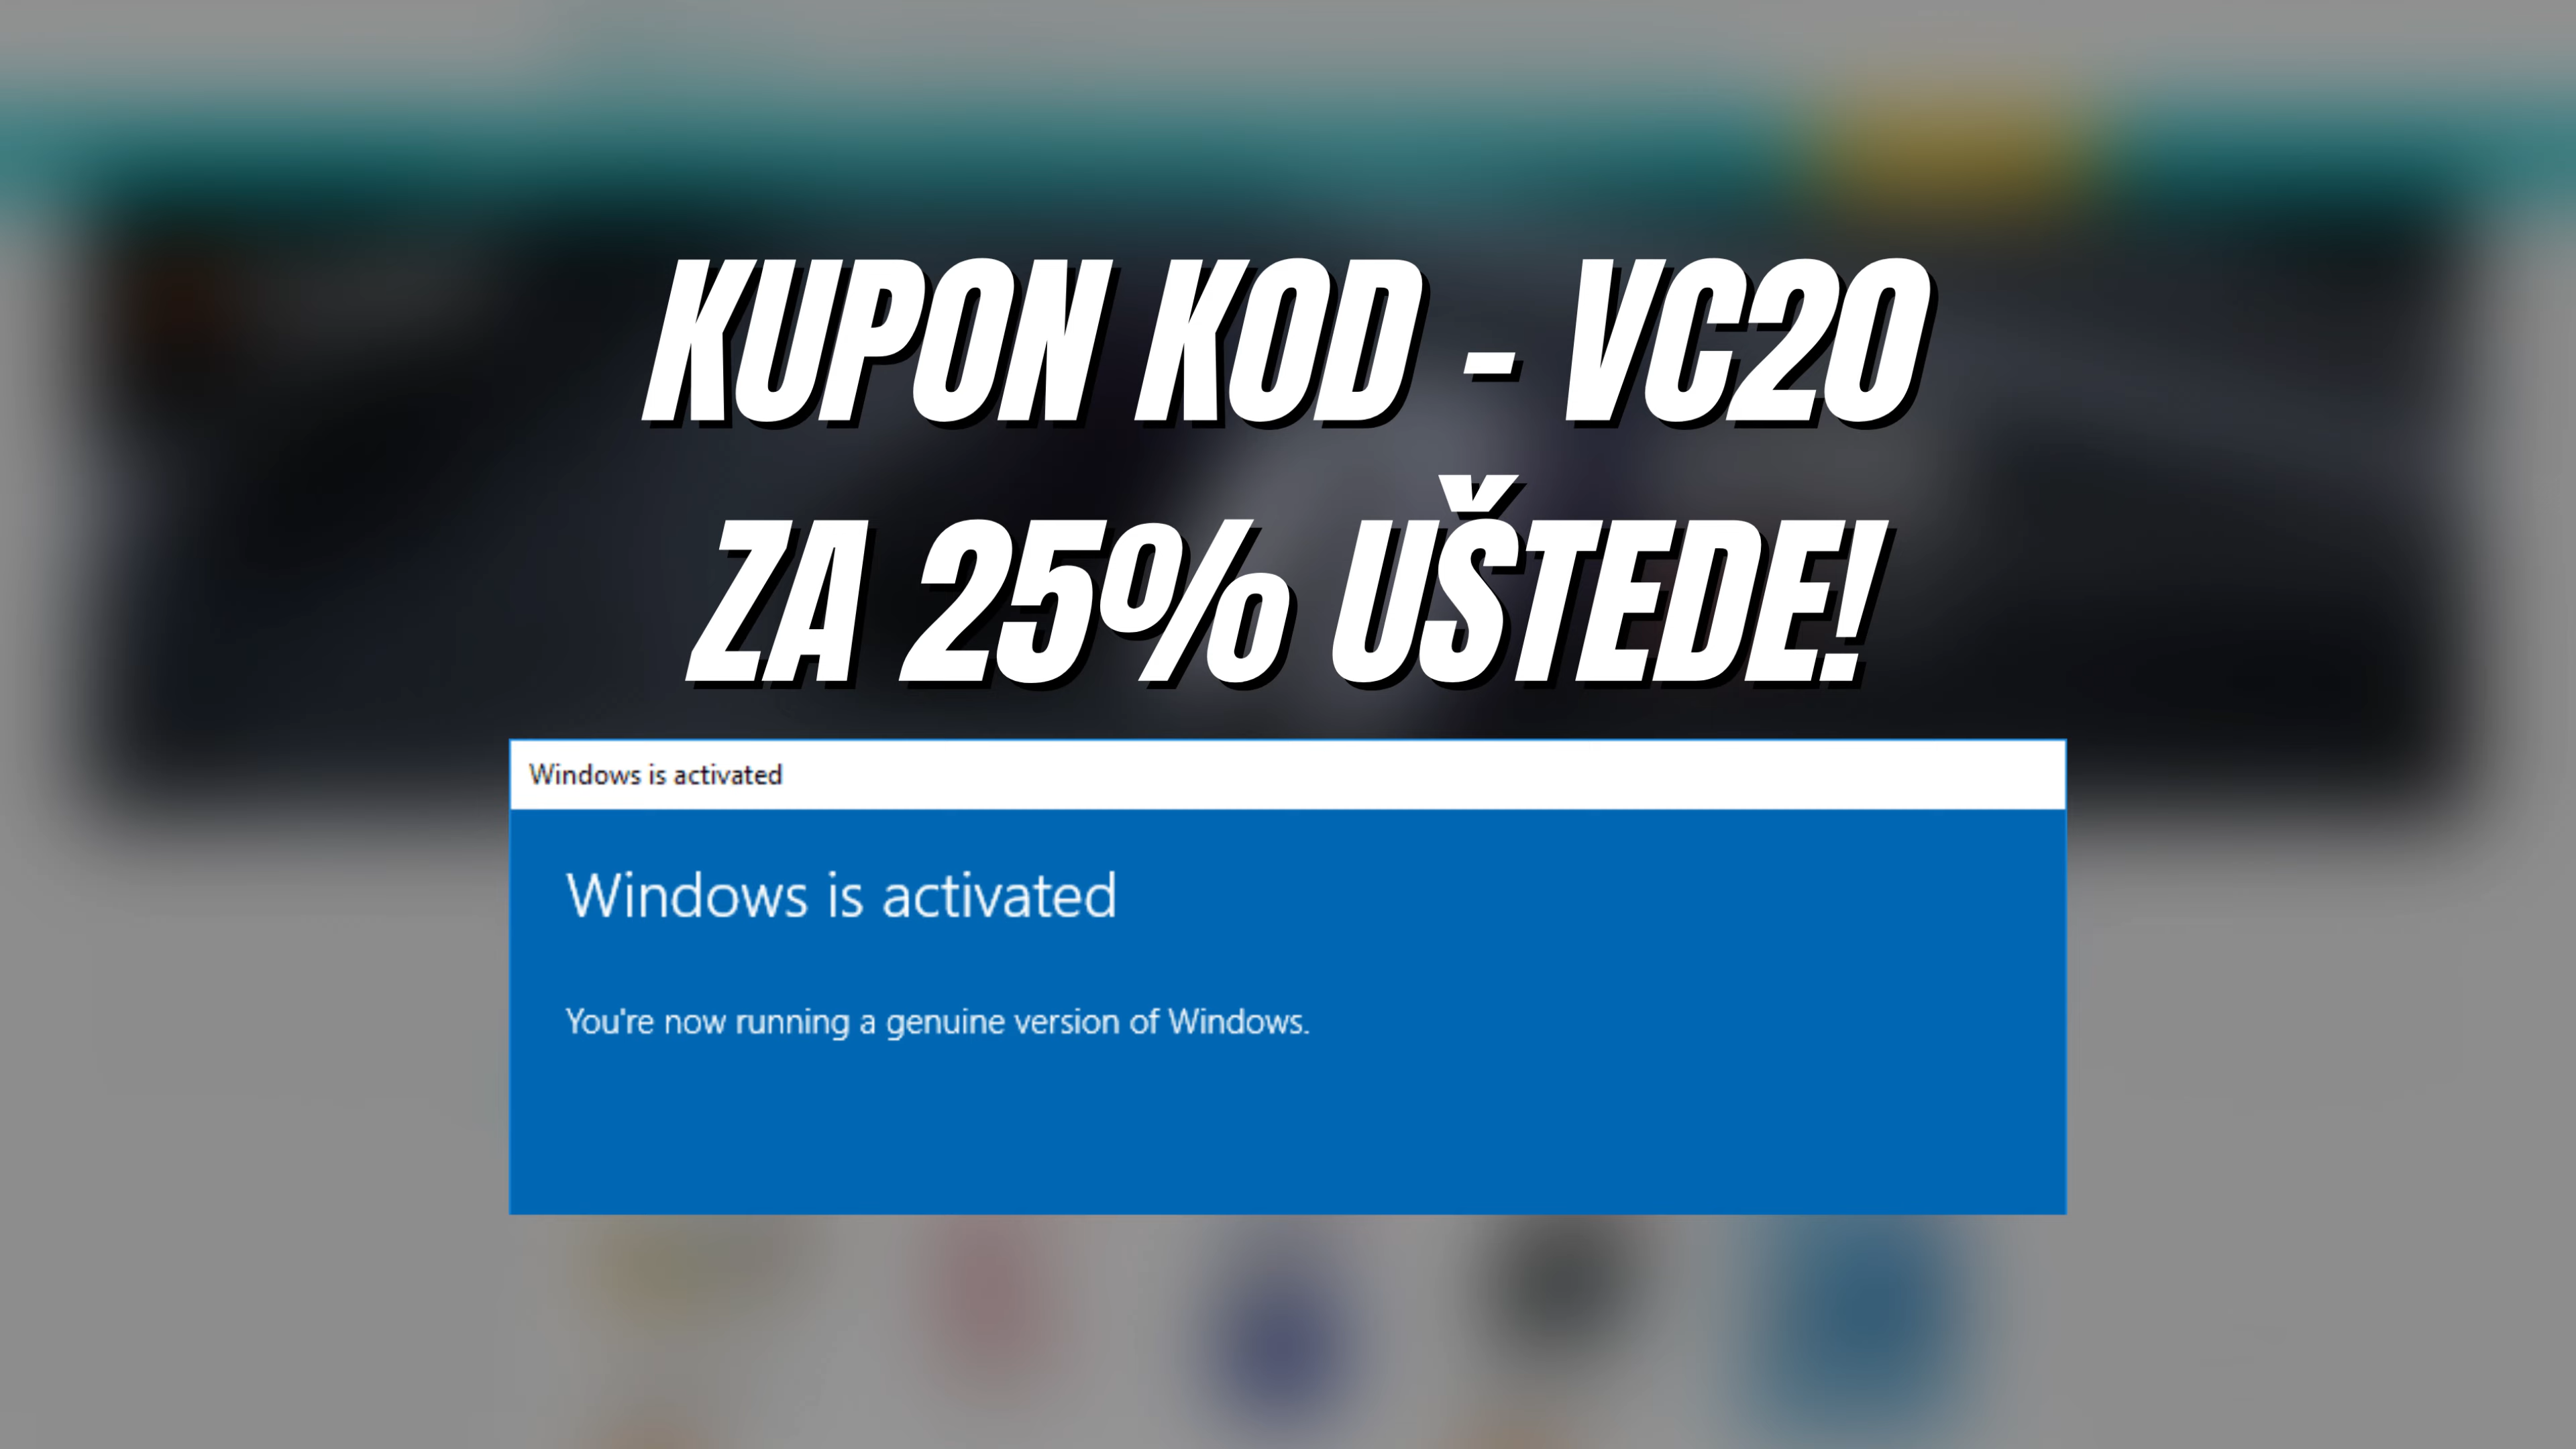 KUPON KOD - VC20
ZA 25% UŠTEDE!
Windows is activated
Windows is activated
You're now running a genuine version of Windows.